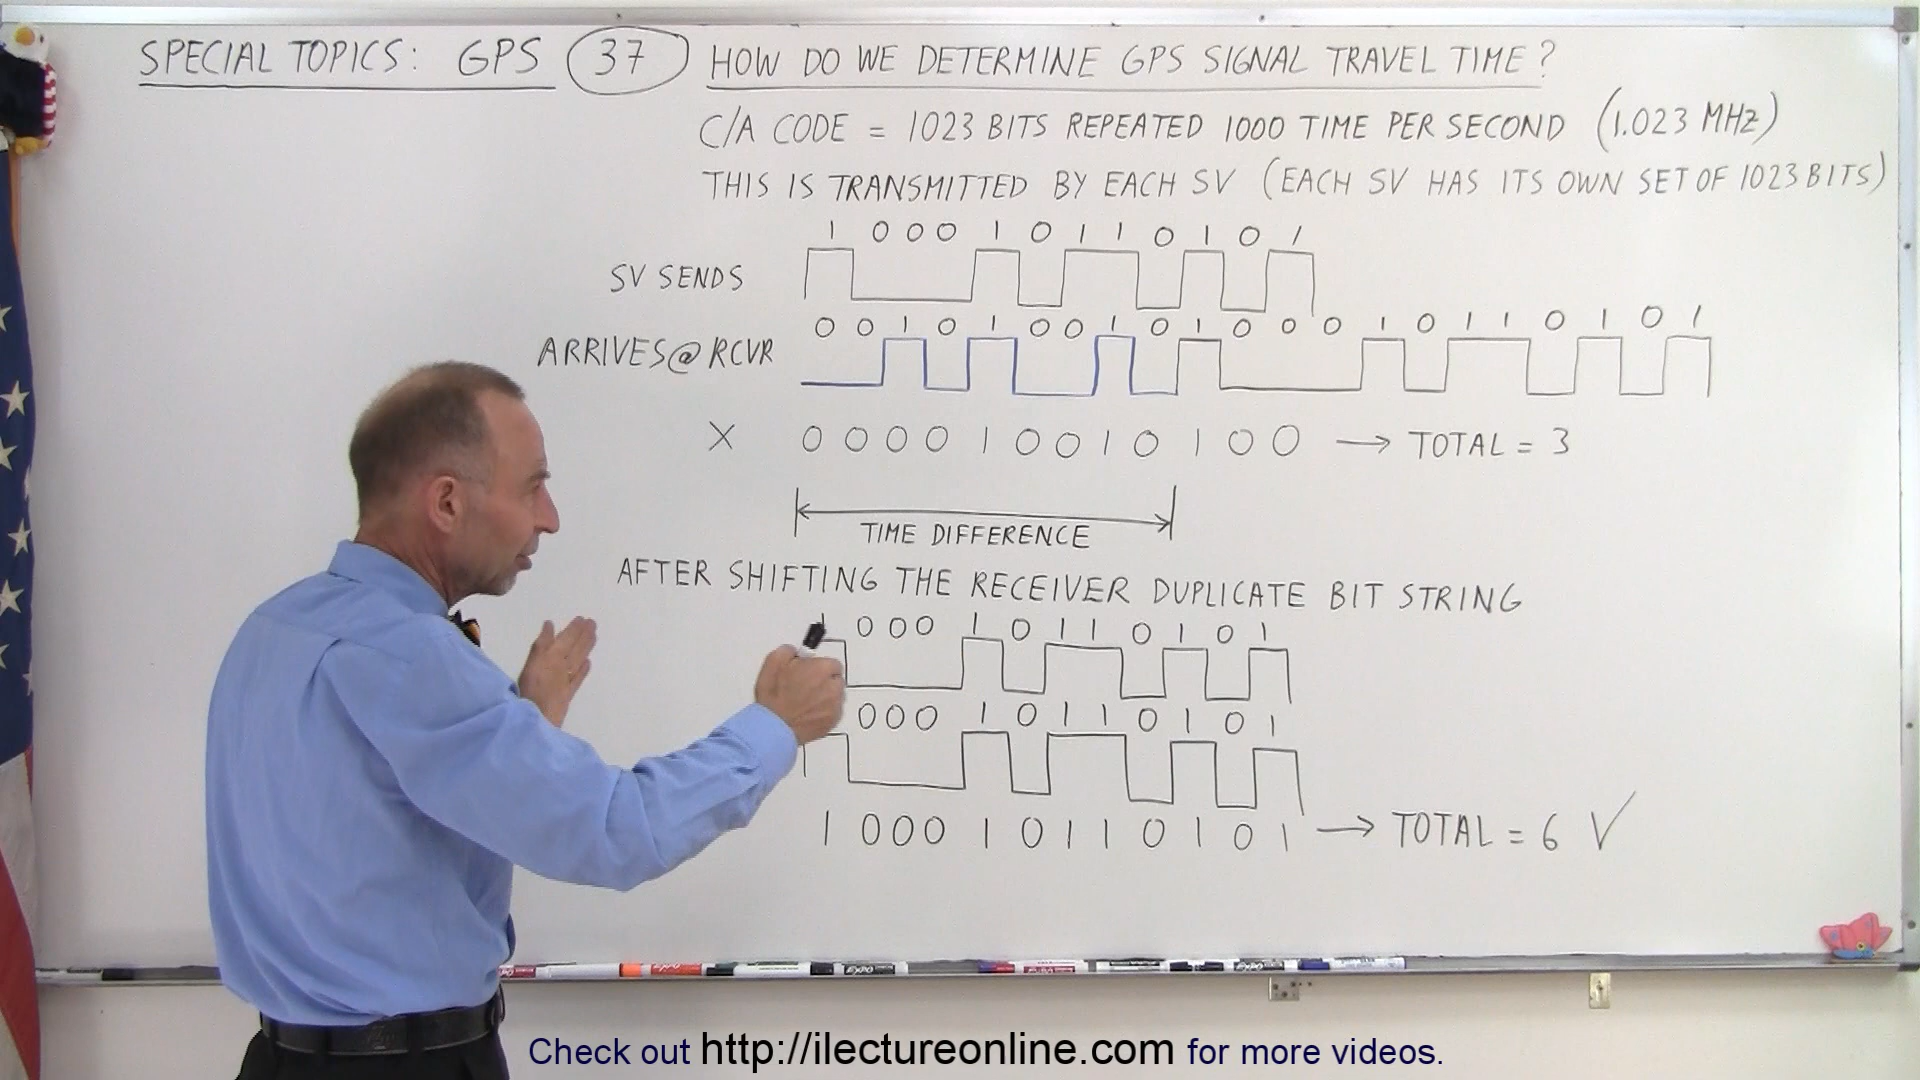 SPECIAL TOPICS: GPS 37 HOW DO WE DETERMINE GPS SIGNAL TRAVEL TIME?
C/A CODE = 1023 BITS REPEATED 1000 TIME PER SECOND (1.023 MHz)
THIS IS TRANSMITTED BY EACH SV (EACH SV HAS ITS OWN SET OF 1023 BITS)
1 0 0 0 1 0 1 1 0 1 0 1
SV SENDS
0 0 1 0 1 0 0 1 0 1 0 0 0 1 0 1 1 0 1 0 1
ARRIVES@RCVR
X 0 0 0 0 1 0 0 1 0 1 0 0 → TOTAL = 3
TIME DIFFERENCE
AFTER SHIFTING THE RECEIVER DUPLICATE BIT STRING
0 0 0 1 0 1 1 0 1 0 1
0 0 0 1 0 1 1 0 1 0 1
1 0 0 0 1 0 1 1 0 1 0 1 → TOTAL = 6 ✓
Check out http://ilectureonline.com for more videos.